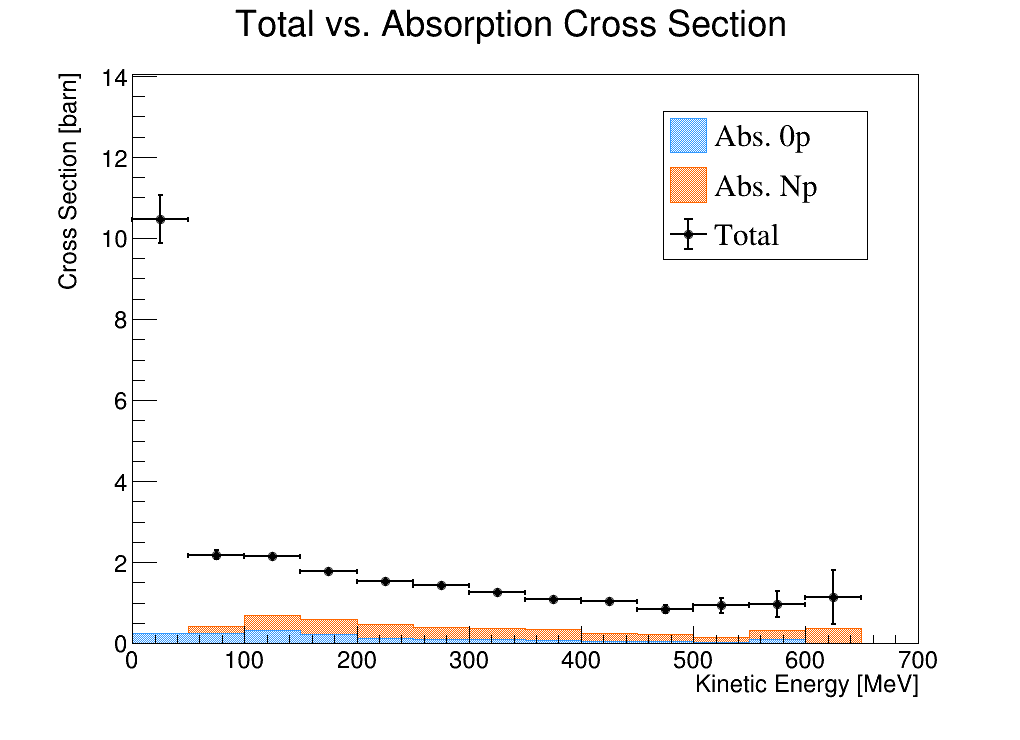 Total vs. Absorption Cross Section
Cross Section [barn]
14
12
10
8
6
4
2
0
Abs. 0p
Abs. Np
Total
0 100 200 300 400 500 600 700
Kinetic Energy [MeV]